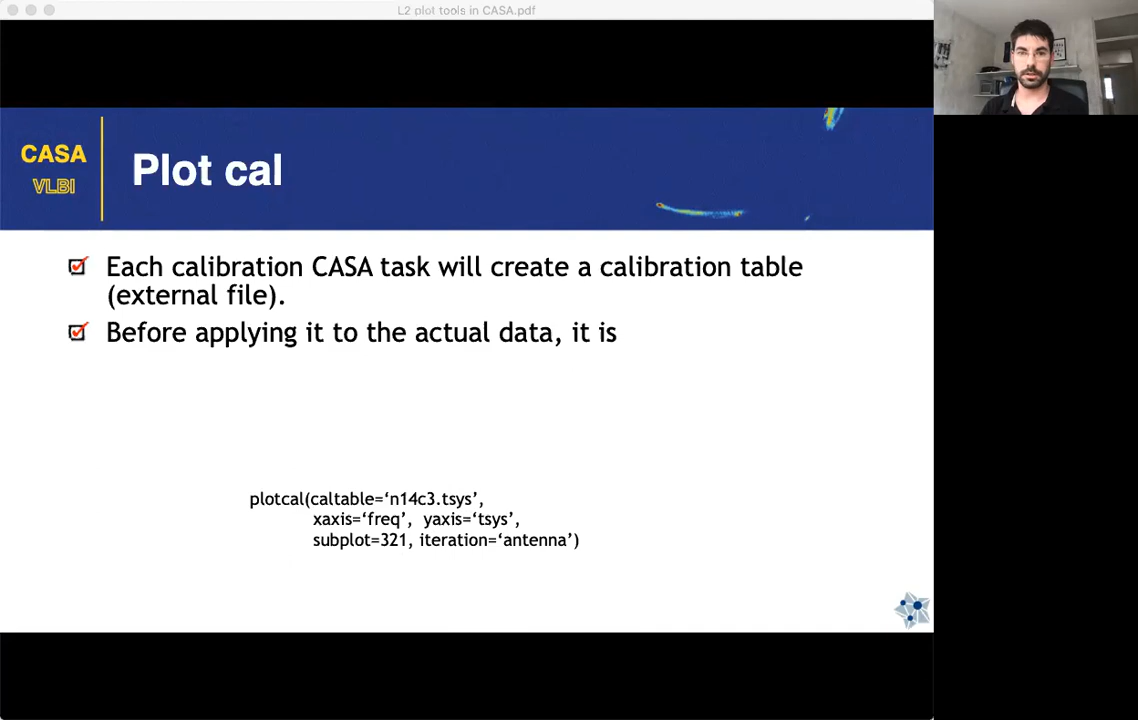 L2 plot tools in CASA.pdf
CASA
VLBI
Plot cal
Each calibration CASA task will create a calibration table
(external file).
Before applying it to the actual data, it is
plotcal(caltable=‘n14c3.tsys’,
xaxis=‘freq’, yaxis=‘tsys’,
subplot=321, iteration=‘antenna’)